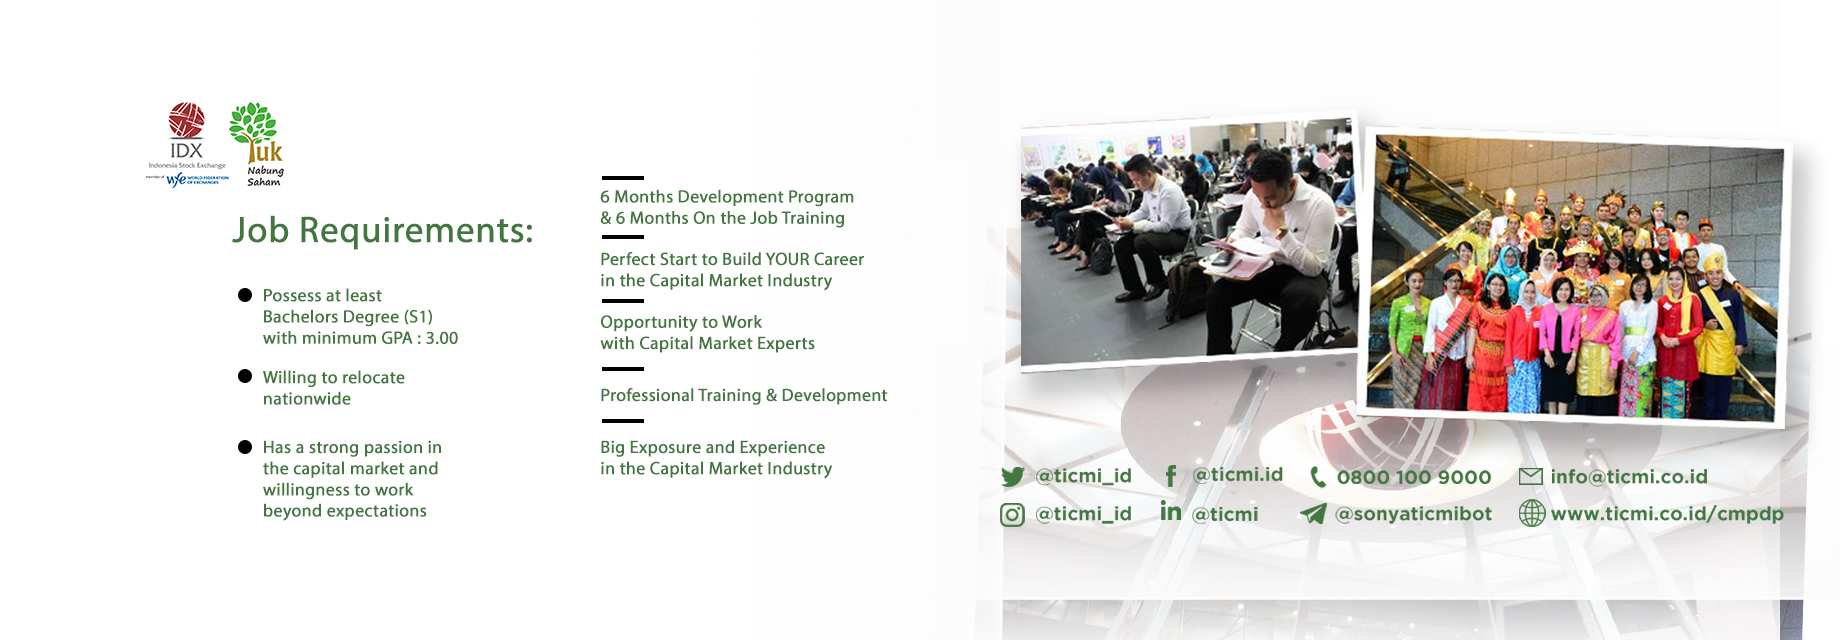 IDX
Indonesia Stock Exchange
member of wfe WORLD FEDERATION
OF EXCHANGES
Yuk
Nabung
Saham
Job Requirements:
Possess at least
Bachelors Degree (S1)
with minimum GPA : 3.00
Willing to relocate
nationwide
Has a strong passion in
the capital market and
willingness to work
beyond expectations
6 Months Development Program
& 6 Months On the Job Training
Perfect Start to Build YOUR Career
in the Capital Market Industry
Opportunity to Work
with Capital Market Experts
Professional Training & Development
Big Exposure and Experience
in the Capital Market Industry
@ticmi_id
@ticmi.id
0800 100 9000
info@ticmi.co.id
@ticmi_id
in @ticmi
@sonyaticmibot
www.ticmi.co.id/cmpdp